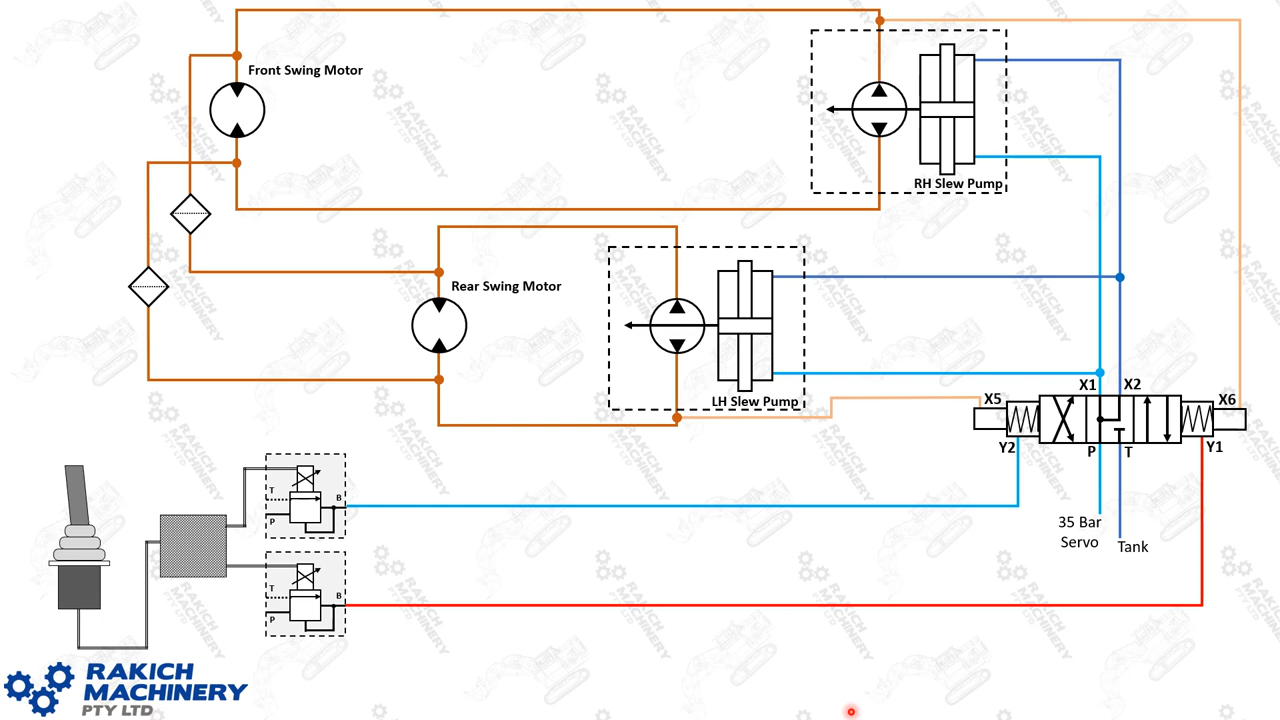 Front Swing Motor
RH Slew Pump
Rear Swing Motor
LH Slew Pump
X1
X2
X5
X6
Y2
P
T
Y1
T
B
P
35 Bar
Servo
Tank
T
B
P
RAKICH
MACHINERY
PTY LTD